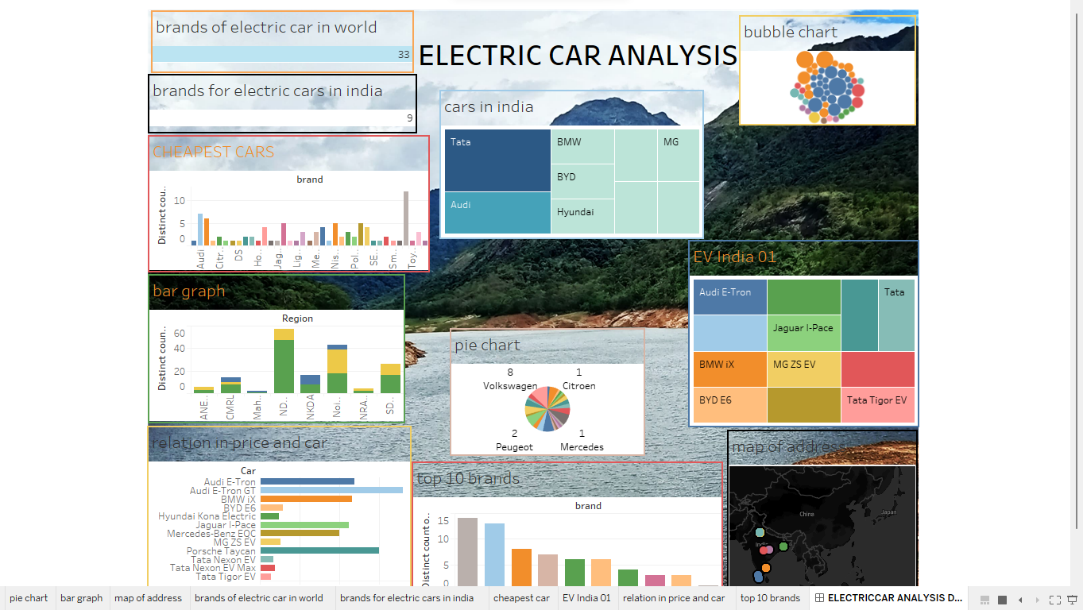 brands of electric car in world
33
ELECTRIC CAR ANALYSIS
bubble chart
brands for electric cars in india
9
cars in india
Tata
BMW
MG
BYD
Audi
Hyundai
CHEAPEST CARS
brand
Distinct cou..
10
5
0
Audi
Citr..
DS
Ho..
Jag..
Lig..
Me..
Nis..
Pol..
SE..
Sm..
Toy..
EV India 01
Audi E-Tron
Tata
Jaguar I-Pace
BMW iX
MG ZS EV
BYD E6
Tata Tigor EV
bar graph
Region
Distinct coun..
60
40
20
0
ANE..
CMRL
Mah..
ND..
NKDA
Noi..
NRA..
SD..
pie chart
8
1
Volkswagen
Citroen
2
1
Peugeot
Mercedes
relation in price and car
Car
Audi E-Tron
Audi E-Tron GT
BMW iX
BYD E6
Hyundai Kona Electric
Jaguar I-Pace
Mercedes-Benz EQC
MG ZS EV
Porsche Taycan
Tata Nexon EV
Tata Nexon EV Max
Tata Tigor EV
top 10 brands
brand
Distinct count o..
15
10
5
map of address
China
Japan
India
pie chart
bar graph
map of address
brands of electric car in world
brands for electric cars in india
cheapest car
EV India 01
relation in price and car
top 10 brands
ELECTRICCAR ANALYSIS D...